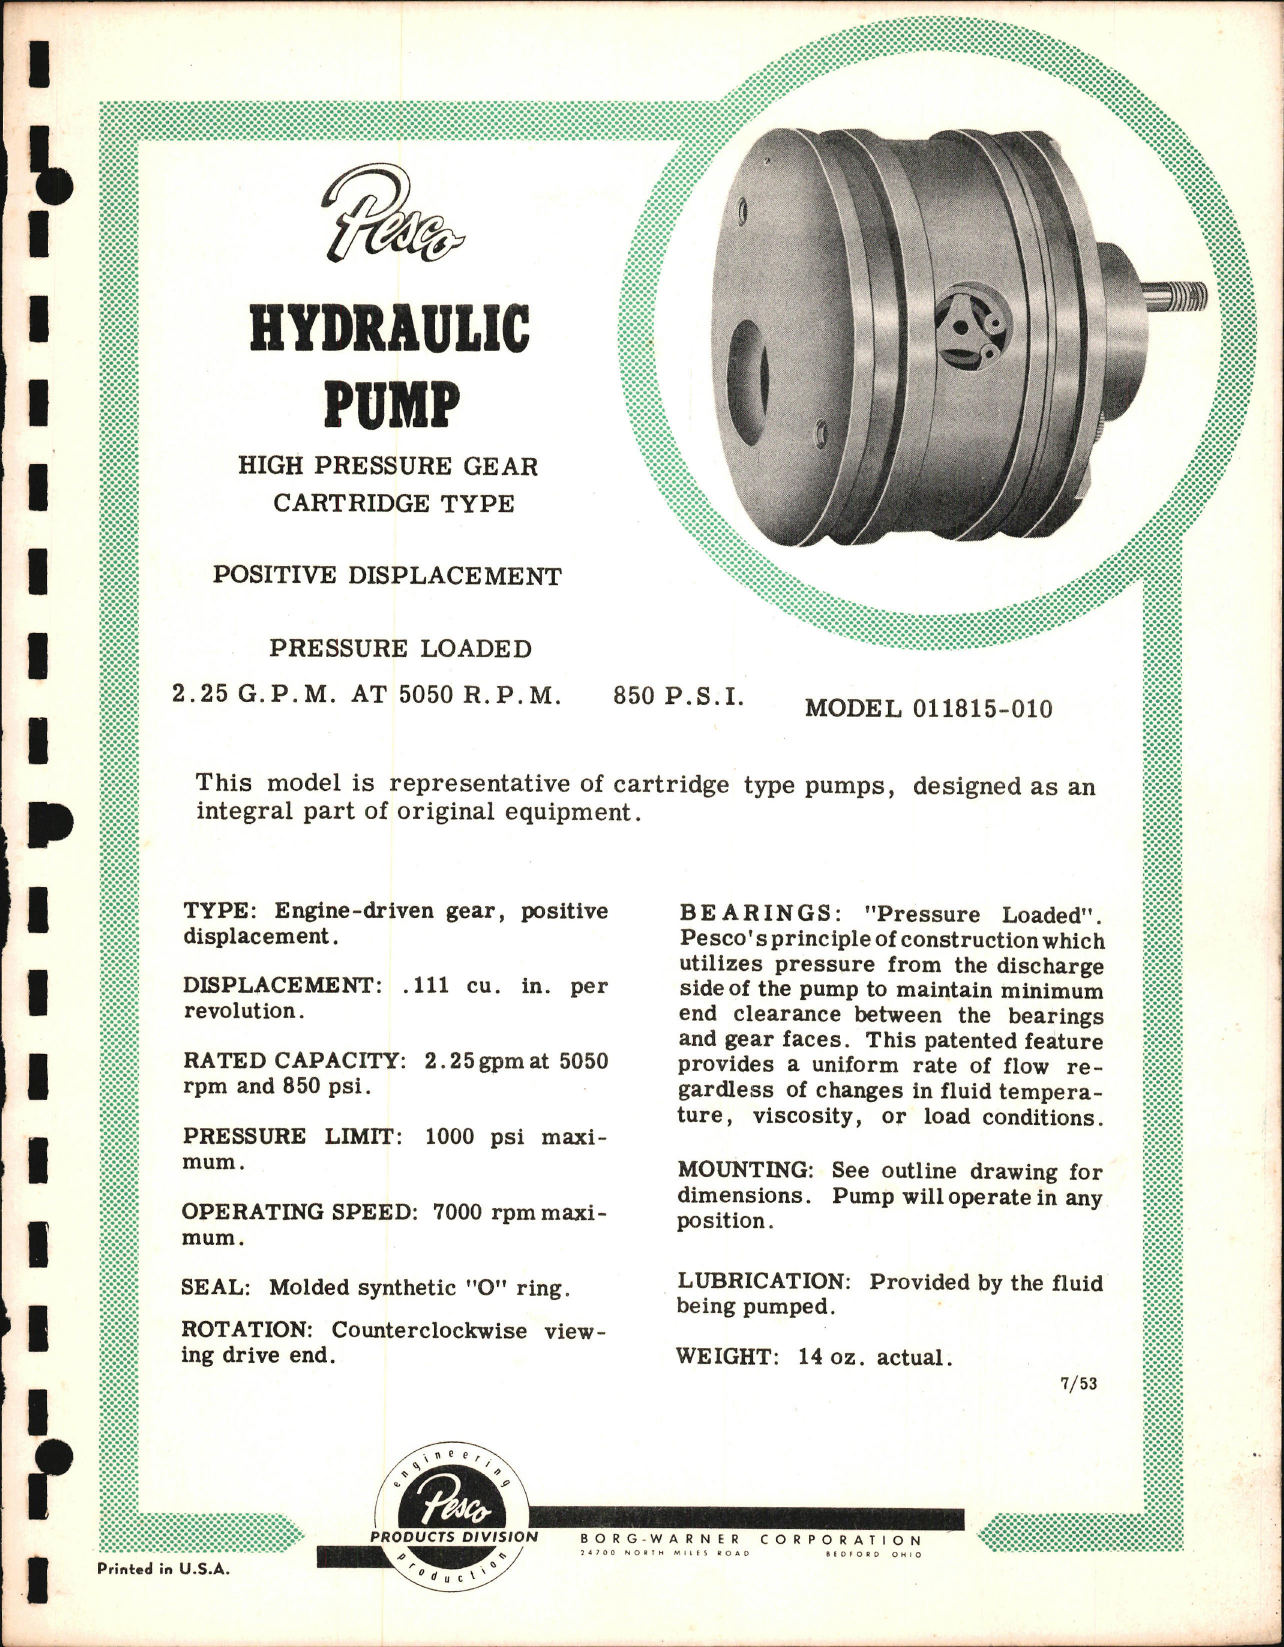 Pesco
HYDRAULIC
PUMP
HIGH PRESSURE GEAR
CARTRIDGE TYPE
POSITIVE DISPLACEMENT
PRESSURE LOADED
2.25 G.P.M. AT 5050 R.P.M. 850 P.S.I.
MODEL 011815-010
This model is representative of cartridge type pumps, designed as an
integral part of original equipment.
TYPE: Engine-driven gear, positive
displacement.
DISPLACEMENT: .111 cu. in. per
revolution.
RATED CAPACITY: 2.25 gpm at 5050
rpm and 850 psi.
PRESSURE LIMIT: 1000 psi maxi-
mum.
OPERATING SPEED: 7000 rpm maxi-
mum.
SEAL: Molded synthetic "O" ring.
ROTATION: Counterclockwise view-
ing drive end.
BEARINGS: "Pressure Loaded".
Pesco's principle of construction which
utilizes pressure from the discharge
side of the pump to maintain minimum
end clearance between the bearings
and gear faces. This patented feature
provides a uniform rate of flow re-
gardless of changes in fluid tempera-
ture, viscosity, or load conditions.
MOUNTING: See outline drawing for
dimensions. Pump will operate in any
position.
LUBRICATION: Provided by the fluid
being pumped.
WEIGHT: 14 oz. actual.
7/53
engineering
Pesco
PRODUCTS DIVISION
production
BORG-WARNER CORPORATION
24700 NORTH MILES ROAD BEDFORD OHIO
Printed in U.S.A.